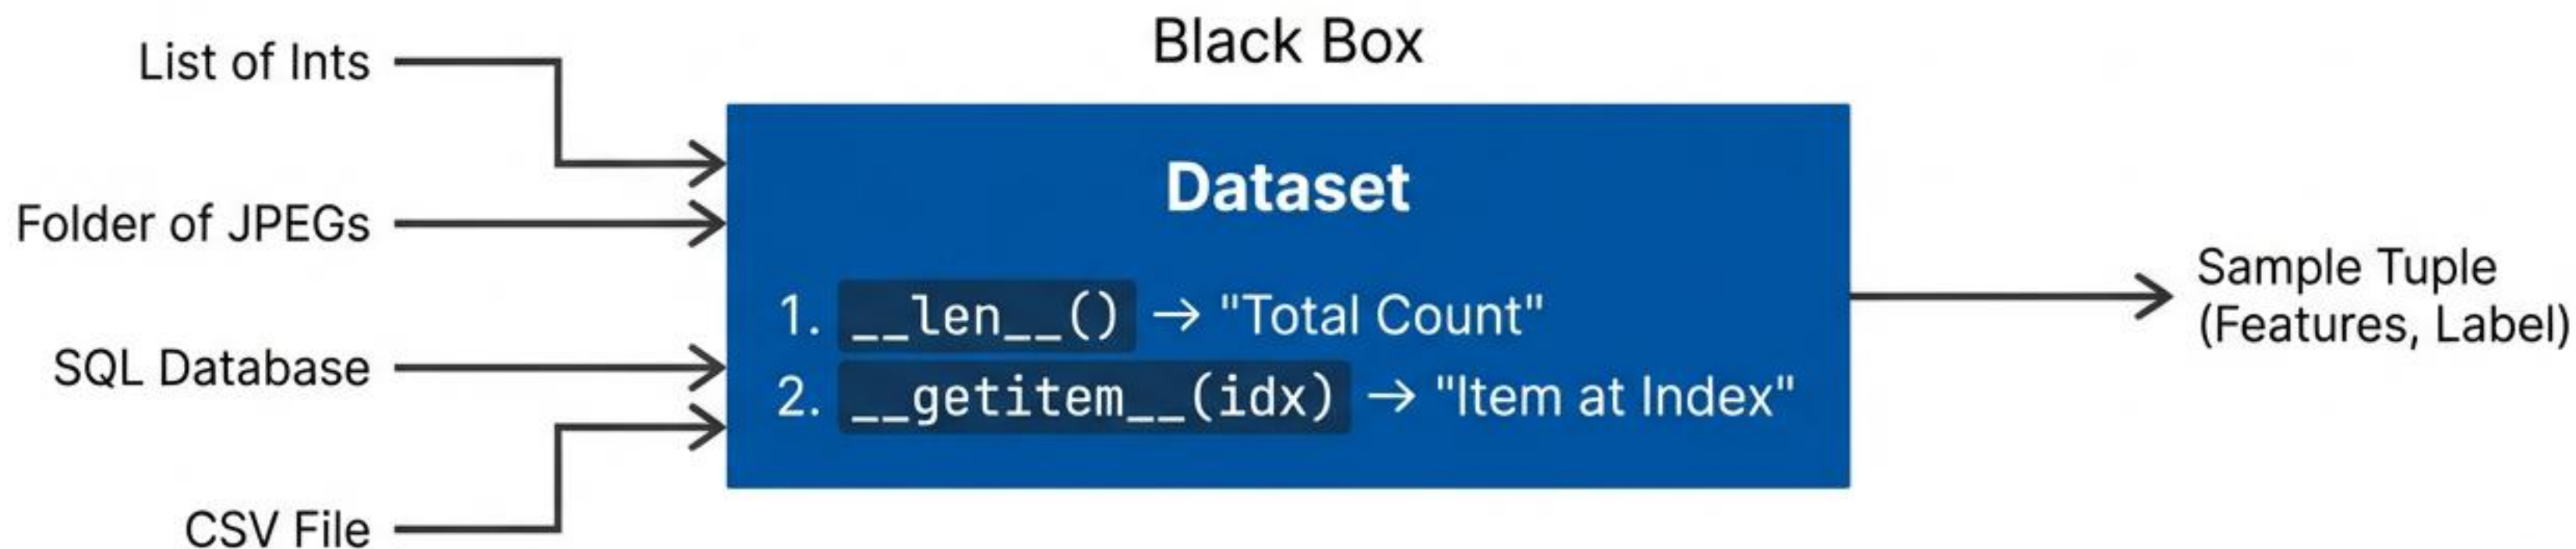 List of Ints
Folder of JPEGs
SQL Database
CSV File
Black Box
Dataset
1. __len__() → "Total Count"
2. __getitem__(idx) → "Item at Index"
Sample Tuple
(Features, Label)